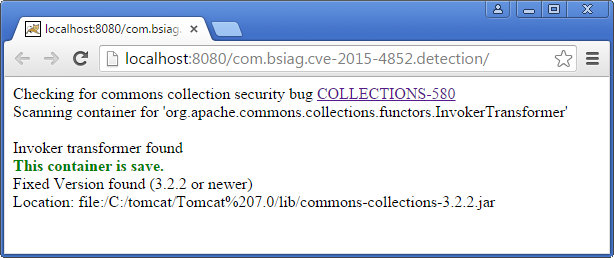 localhost:8080/com.bsiag.
localhost:8080/com.bsiag.cve-2015-4852.detection/
Checking for commons collection security bug COLLECTIONS-580
Scanning container for 'org.apache.commons.collections.functors.InvokerTransformer'
Invoker transformer found
This container is save.
Fixed Version found (3.2.2 or newer)
Location: file:/C:/tomcat/Tomcat%207.0/lib/commons-collections-3.2.2.jar